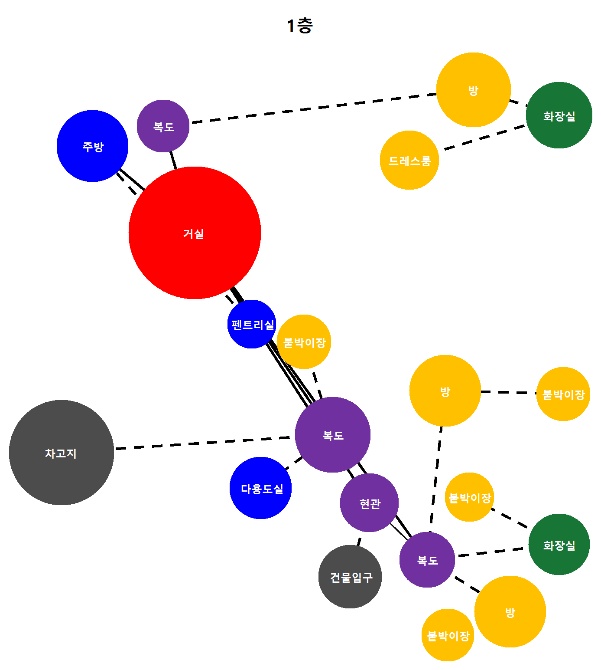 1층
방
화장실
복도
주방
드레스룸
거실
펜트리실
붙박이장
방
붙박이장
복도
차고지
다용도실
붙박이장
현관
화장실
복도
건물입구
방
붙박이장